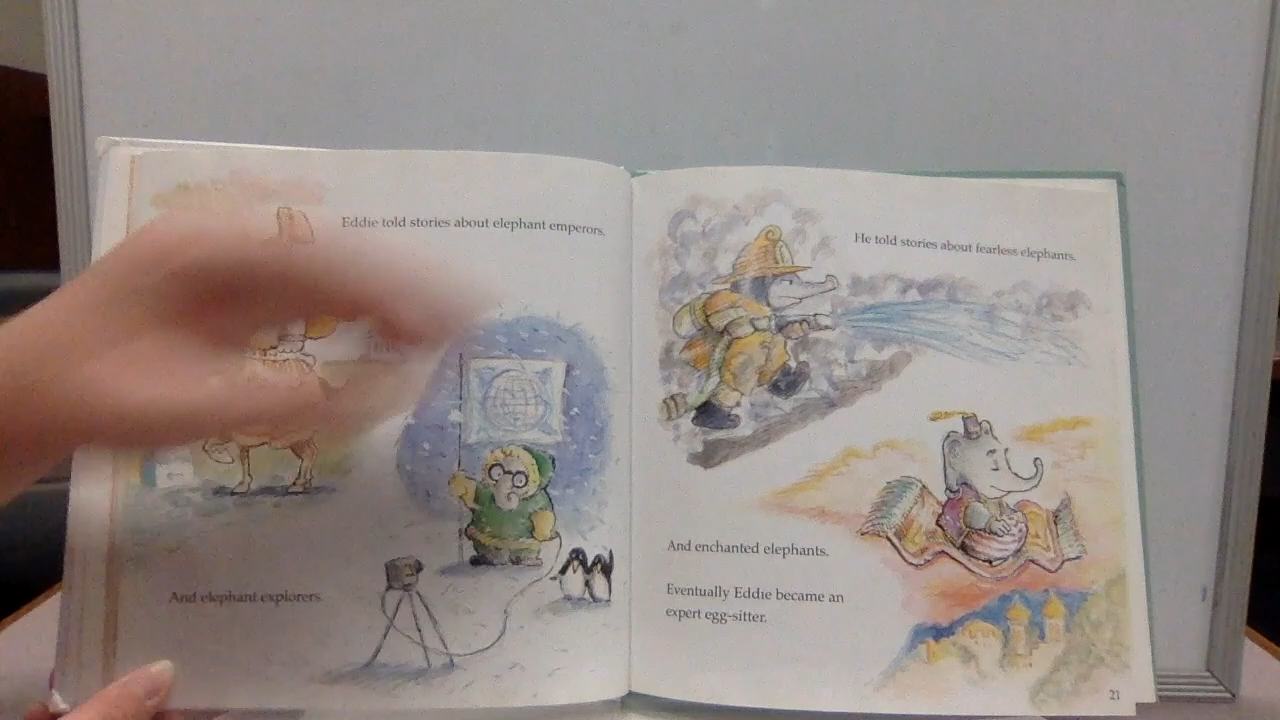 Eddie told stories about elephant emperors.
And elephant explorers.
He told stories about fearless elephants.
And enchanted elephants.
Eventually Eddie became an
expert egg-sitter.
21